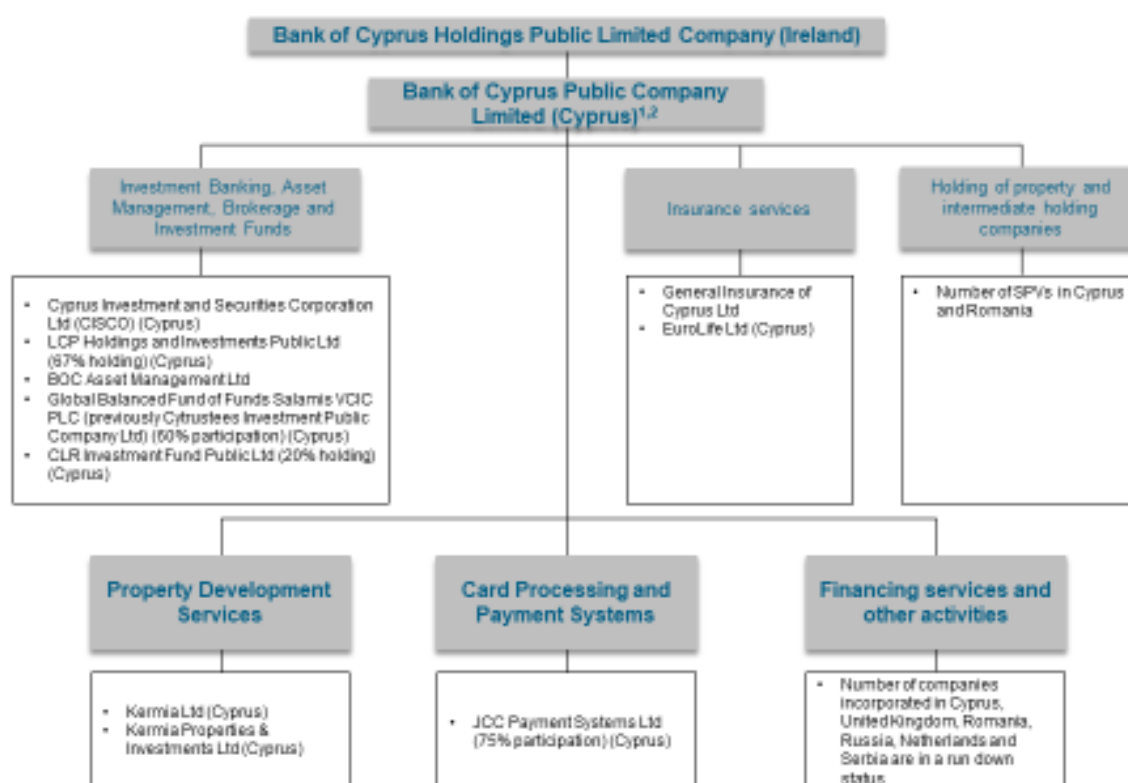 Bank of Cyprus Holdings Public Limited Company (Ireland)
Bank of Cyprus Public Company
Limited (Cyprus)1,2
Investment Banking, Asset
Management, Brokerage and
Investment Funds
Insurance services
Holding of property and
intermediate holding
companies
• Cyprus Investment and Securities Corporation
Ltd (CISCO) (Cyprus)
• LCP Holdings and Investments Public Ltd
(67% holding) (Cyprus)
• BOC Asset Management Ltd
• Global Balanced Fund of Funds Salamis VCIC
PLC (previously Cytrustees Investment Public
Company Ltd) (60% participation) (Cyprus)
• CLR Investment Fund Public Ltd (20% holding)
(Cyprus)
• General Insurance of
Cyprus Ltd
• EuroLife Ltd (Cyprus)
• Number of SPVs in Cyprus
and Romania
Property Development
Services
Card Processing and
Payment Systems
Financing services and
other activities
• Kermia Ltd (Cyprus)
• Kermia Properties &
Investments Ltd (Cyprus)
• JCC Payment Systems Ltd
(75% participation) (Cyprus)
• Number of companies
incorporated in Cyprus,
United Kingdom, Romania,
Russia, Netherlands and
Serbia are in a run down
status